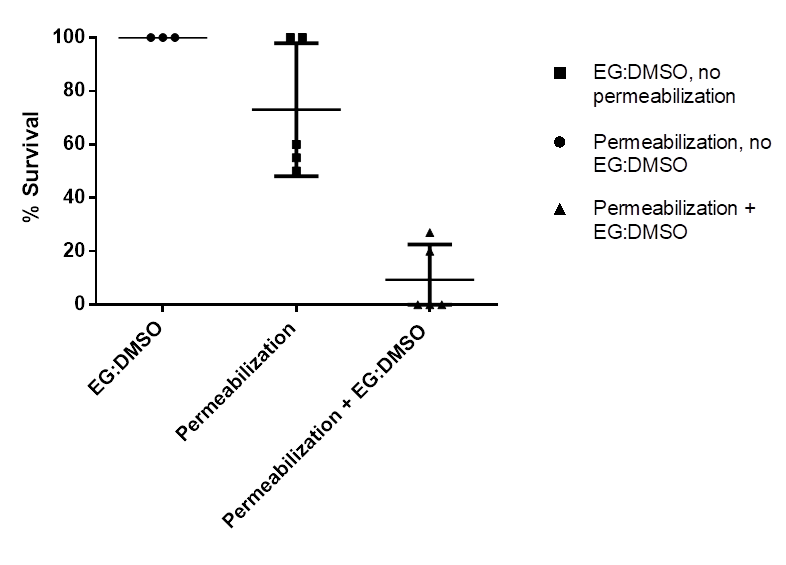 100
80
60
40
20
0
% Survival
EG:DMSO
Permeabilization
Permeabilization + EG:DMSO
EG:DMSO, no
permeabilization
Permeabilization, no
EG:DMSO
Permeabilization +
EG:DMSO